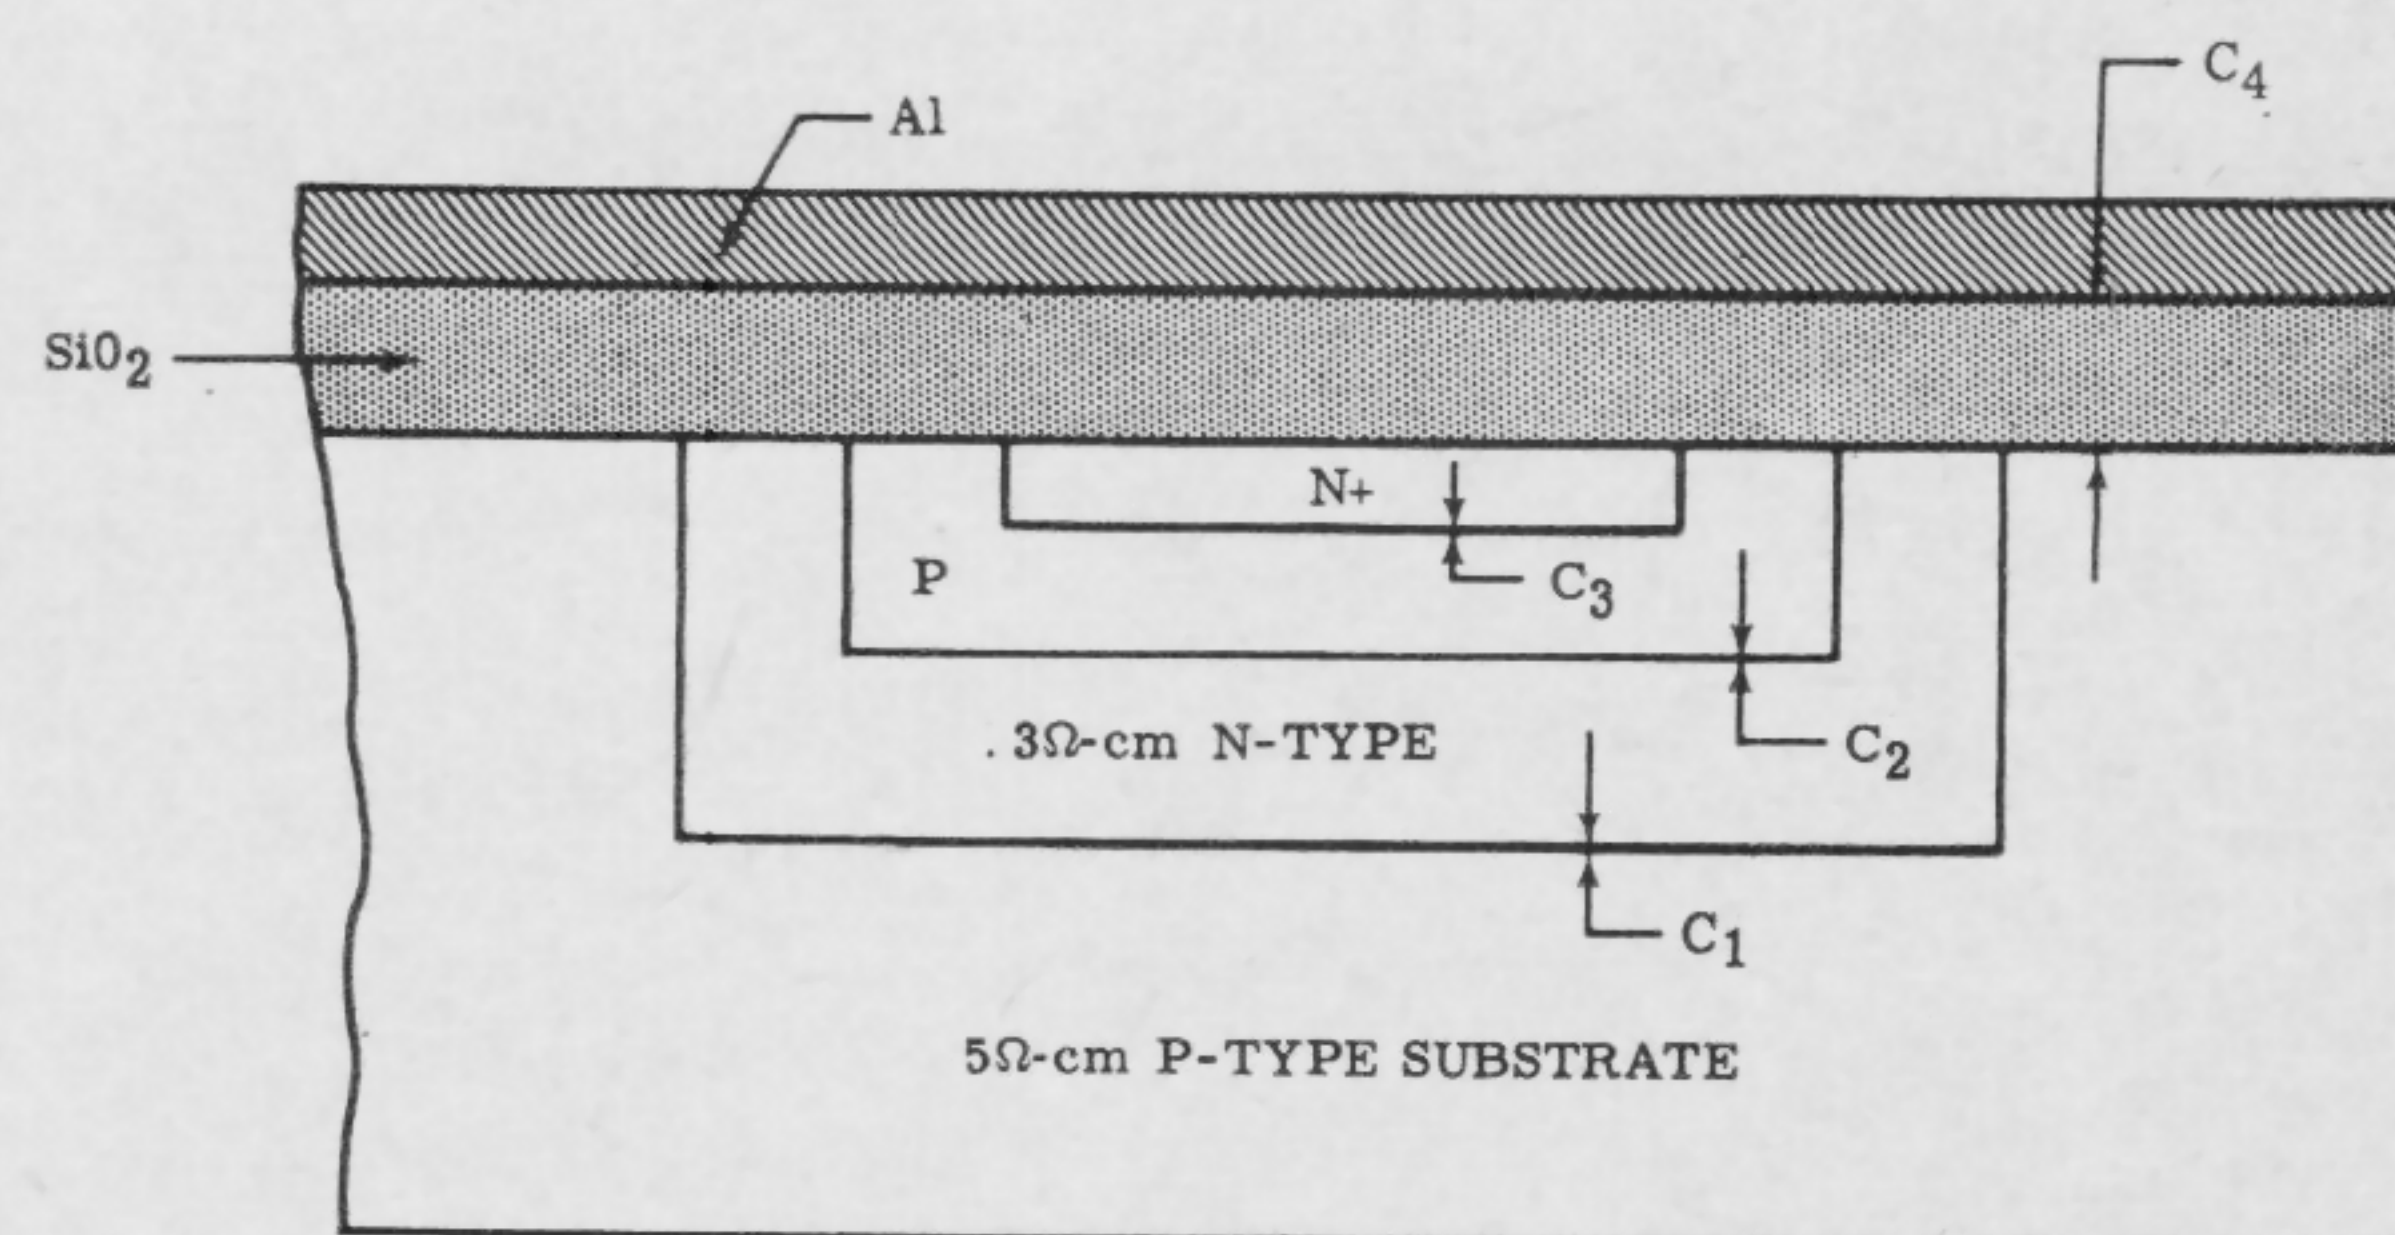 C4
Al
SiO2
N+
P
C3
.3Ω-cm N-TYPE
C2
C1
5Ω-cm P-TYPE SUBSTRATE